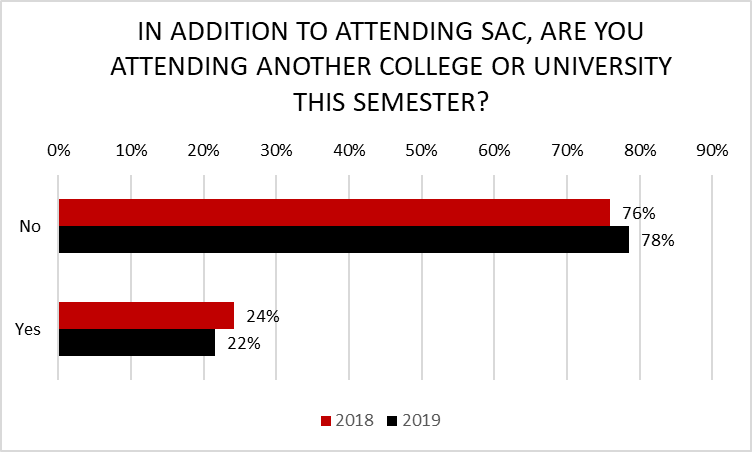 IN ADDITION TO ATTENDING SAC, ARE YOU
ATTENDING ANOTHER COLLEGE OR UNIVERSITY
THIS SEMESTER?
0% 10% 20% 30% 40% 50% 60% 70% 80% 90%
No 76%
78%
Yes 24%
22%
2018 2019